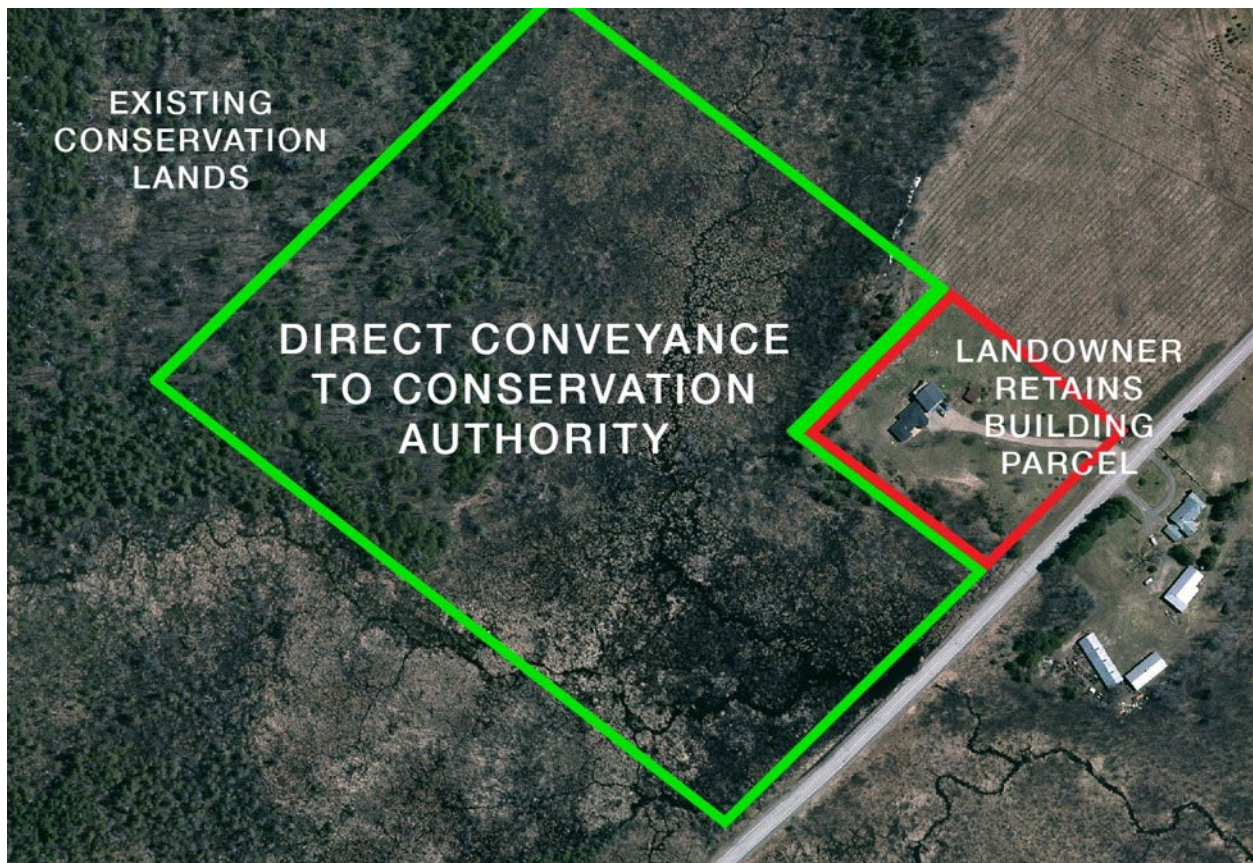 EXISTING
CONSERVATION
LANDS
DIRECT CONVEYANCE
TO CONSERVATION
AUTHORITY
LANDOWNER
RETAINS
BUILDING
PARCEL